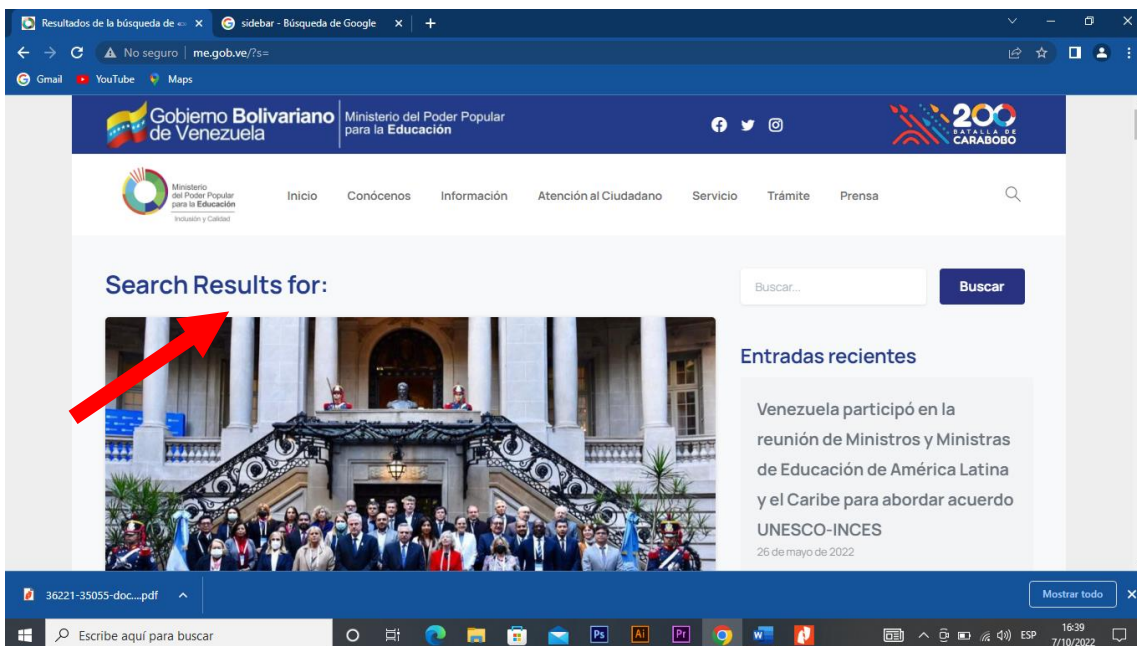 Resultados de la búsqueda de «»
sidebar - Búsqueda de Google
No seguro
me.gob.ve/?s=
Gmail
YouTube
Maps
Gobierno Bolivariano
de Venezuela
Ministerio del Poder Popular
para la Educación
200
BATALLA DE
CARABOBO
Ministerio
del Poder Popular
para la Educación
Inclusión y Calidad
Inicio
Conócenos
Información
Atención al Ciudadano
Servicio
Trámite
Prensa
Search Results for:
Buscar...
Buscar
Entradas recientes
Venezuela participó en la
reunión de Ministros y Ministras
de Educación de América Latina
y el Caribe para abordar acuerdo
UNESCO-INCES
26 de mayo de 2022
36221-35055-doc....pdf
Mostrar todo
Escribe aquí para buscar
Ps
Ai
Pr
W
ESP
16:39
7/10/2022